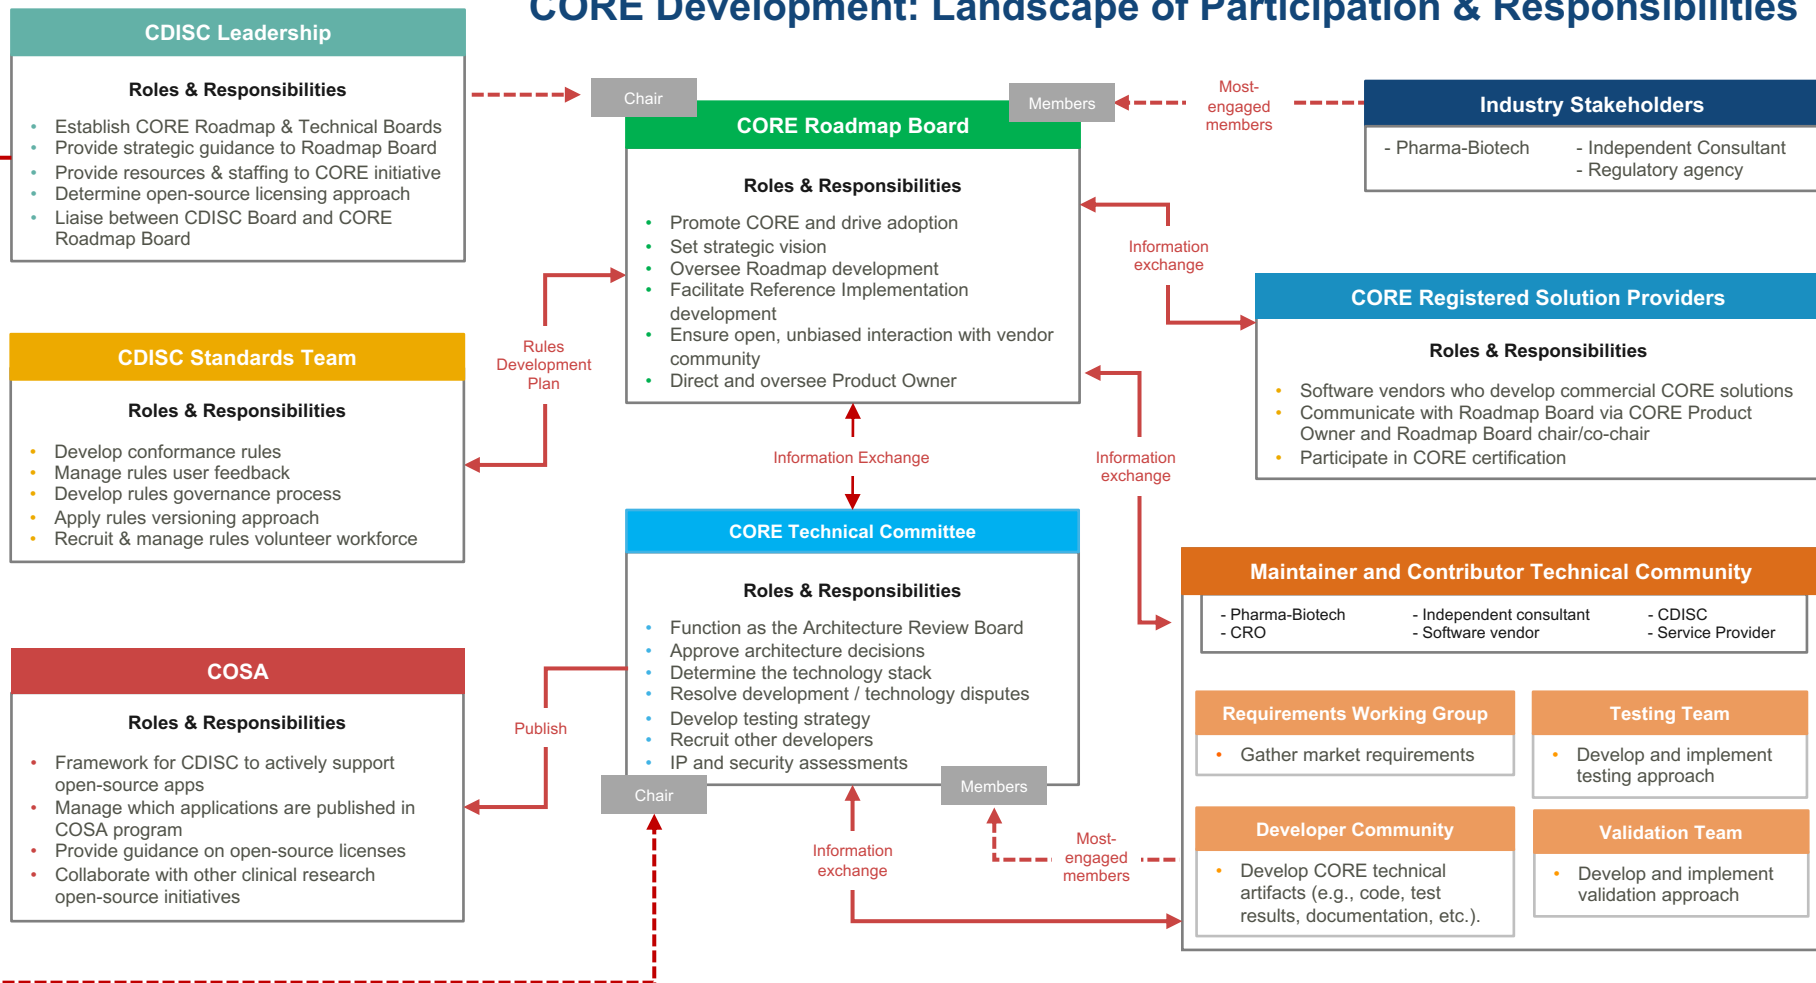 CORE Development: Landscape of Participation & Responsibilities
CDISC Leadership
Roles & Responsibilities
• Establish CORE Roadmap & Technical Boards
• Provide strategic guidance to Roadmap Board
• Provide resources & staffing to CORE initiative
• Determine open-source licensing approach
• Liaise between CDISC Board and CORE
Roadmap Board
Chair
Members
CORE Roadmap Board
Roles & Responsibilities
• Promote CORE and drive adoption
• Set strategic vision
• Oversee Roadmap development
• Facilitate Reference Implementation
development
• Ensure open, unbiased interaction with vendor
community
• Direct and oversee Product Owner
Most-
engaged
members
Industry Stakeholders
- Pharma-Biotech
- Independent Consultant
- Regulatory agency
Information
exchange
CORE Registered Solution Providers
Roles & Responsibilities
• Software vendors who develop commercial CORE solutions
• Communicate with Roadmap Board via CORE Product
Owner and Roadmap Board chair/co-chair
• Participate in CORE certification
CDISC Standards Team
Roles & Responsibilities
• Develop conformance rules
• Manage rules user feedback
• Develop rules governance process
• Apply rules versioning approach
• Recruit & manage rules volunteer workforce
Rules
Development
Plan
Information Exchange
Information
exchange
CORE Technical Committee
Roles & Responsibilities
• Function as the Architecture Review Board
• Approve architecture decisions
• Determine the technology stack
• Resolve development / technology disputes
• Develop testing strategy
• Recruit other developers
• IP and security assessments
Chair
Members
COSA
Roles & Responsibilities
• Framework for CDISC to actively support
open-source apps
• Manage which applications are published in
COSA program
• Provide guidance on open-source licenses
• Collaborate with other clinical research
open-source initiatives
Publish
Information
exchange
Most-
engaged
members
Maintainer and Contributor Technical Community
- Pharma-Biotech
- CRO
- Independent consultant
- Software vendor
- CDISC
- Service Provider
Requirements Working Group
• Gather market requirements
Testing Team
• Develop and implement
testing approach
Developer Community
• Develop CORE technical
artifacts (e.g., code, test
results, documentation, etc.).
Validation Team
• Develop and implement
validation approach